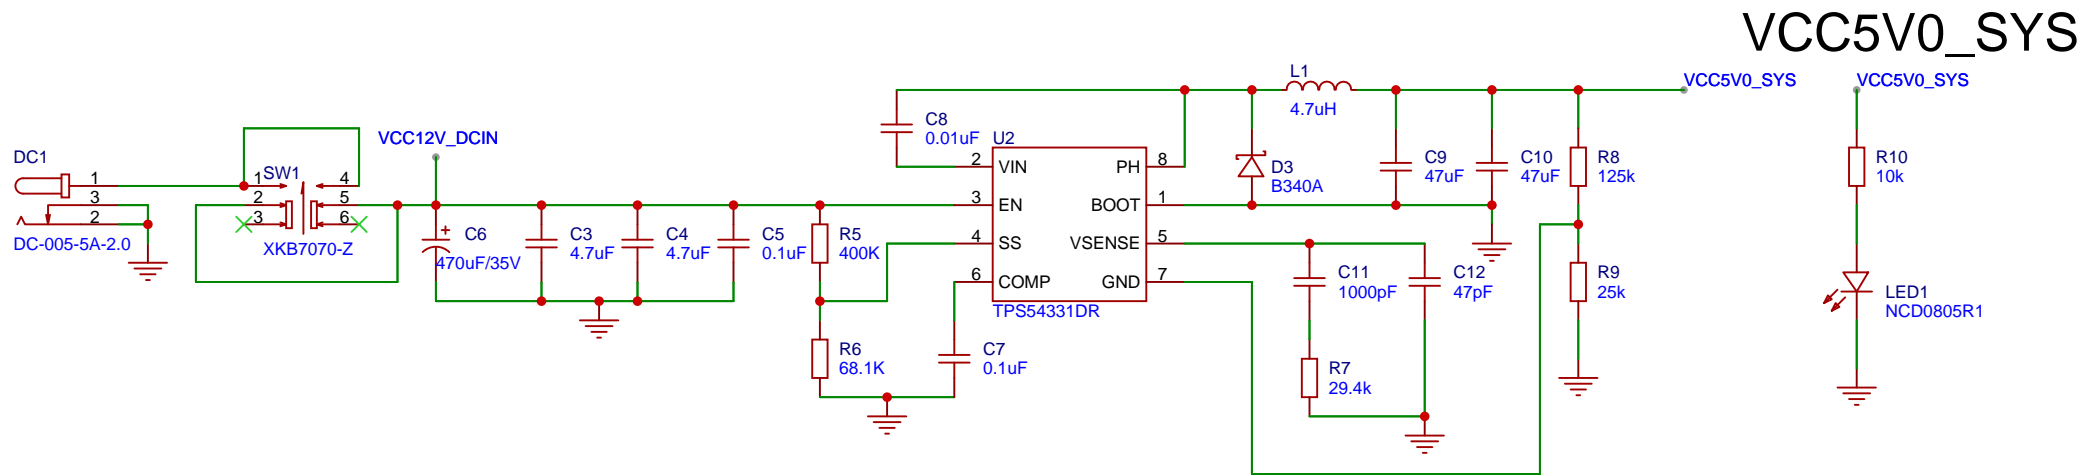 VCC5V0_SYS
DC1
1
3
2
DC-005-5A-2.0
SW1
1
2
3
4
5
6
XKB7070-Z
VCC12V_DCIN
C6
+
470uF/35V
C3
4.7uF
C4
4.7uF
C5
0.1uF
R5
400K
R6
68.1K
C7
0.1uF
C8
0.01uF
U2
2 VIN
3 EN
4 SS
6 COMP
PH 8
BOOT 1
VSENSE 5
GND 7
TPS54331DR
L1
4.7uH
D3
B340A
C9
47uF
C10
47uF
R8
125k
R9
25k
C11
1000pF
C12
47pF
R7
29.4k
VCC5V0_SYS
VCC5V0_SYS
R10
10k
LED1
NCD0805R1